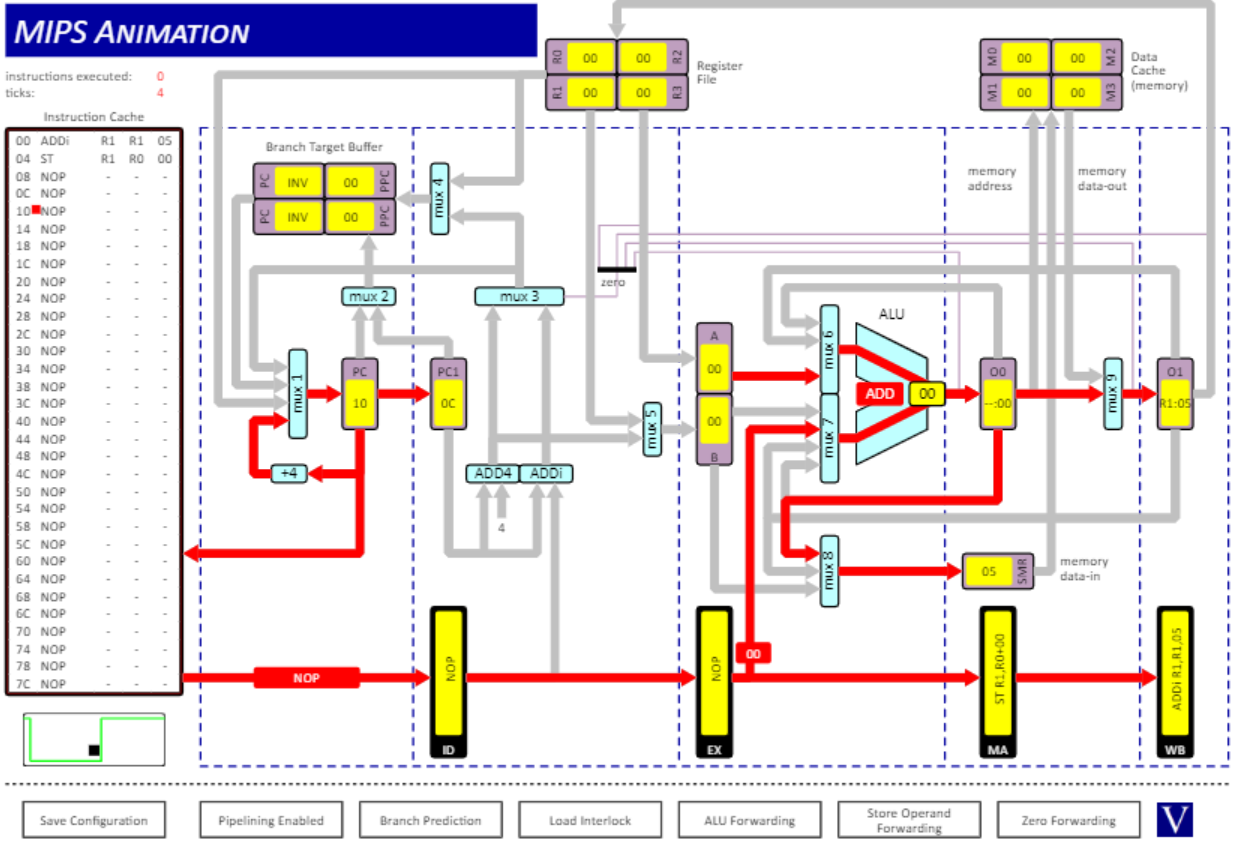 MIPS ANIMATION
instructions executed: 0
ticks: 4
Instruction Cache
00 ADDi R1 R1 05
04 ST R1 R0 00
08 NOP - - -
0C NOP - - -
10 NOP - - -
14 NOP - - -
18 NOP - - -
1C NOP - - -
20 NOP - - -
24 NOP - - -
28 NOP - - -
2C NOP - - -
30 NOP - - -
34 NOP - - -
38 NOP - - -
3C NOP - - -
40 NOP - - -
44 NOP - - -
48 NOP - - -
4C NOP - - -
50 NOP - - -
54 NOP - - -
58 NOP - - -
5C NOP - - -
60 NOP - - -
64 NOP - - -
68 NOP - - -
6C NOP - - -
70 NOP - - -
74 NOP - - -
78 NOP - - -
7C NOP - - -
R0 00 00 R2
R1 00 00 R3
Register
File
M0 00 00 M2
M1 00 00 M3
Data
Cache
(memory)
Branch Target Buffer
PC INV 00 PPC
PC INV 00 PPC
mux 4
memory
address
memory
data-out
zero
mux 2
mux 3
mux 1
PC
10
PC1
0C
+4
ADD4
ADDi
4
mux 5
A
00
00
B
mux 6
mux 7
ALU
ADD
00
O0
--:00
mux 9
O1
R1:05
mux 8
05 SMR
memory
data-in
NOP
NOP
ID
NOP
EX
00
ST R1,R0+00
MA
ADDi R1,R1,05
WB
Save Configuration
Pipelining Enabled
Branch Prediction
Load Interlock
ALU Forwarding
Store Operand
Forwarding
Zero Forwarding
V